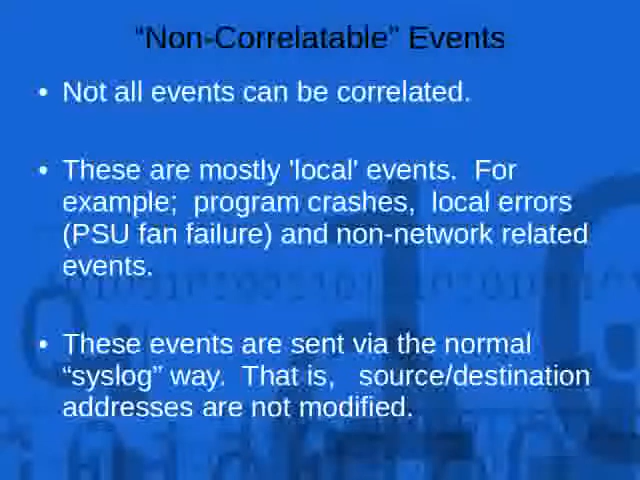 “Non-Correlatable” Events
• Not all events can be correlated.
• These are mostly 'local' events.  For
example;  program crashes,  local errors
(PSU fan failure) and non-network related
events.
• These events are sent via the normal
“syslog” way.  That is,   source/destination
addresses are not modified.